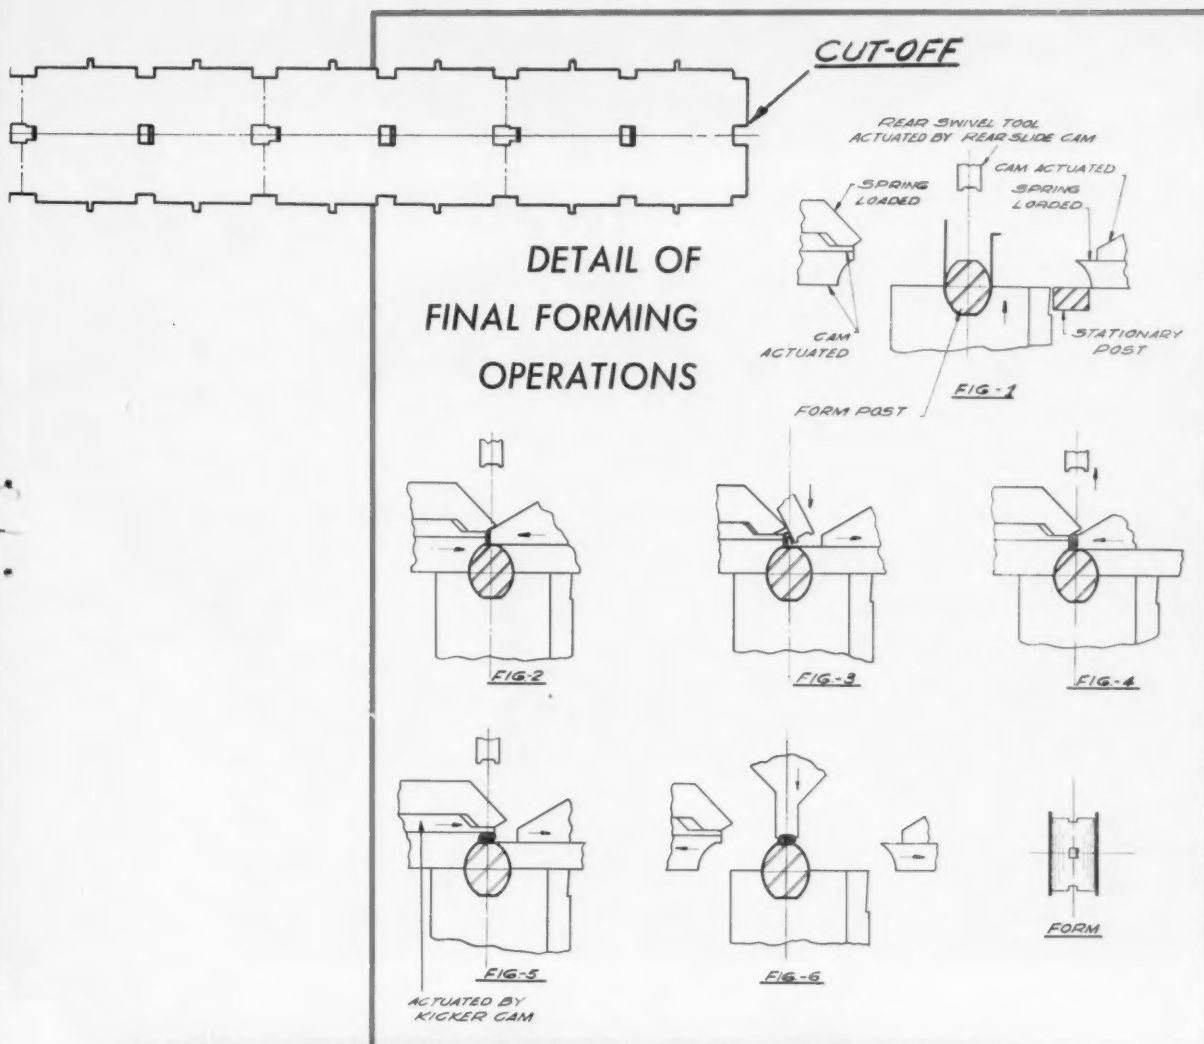 CUT-OFF
REAR SWIVEL TOOL
ACTUATED BY REAR SLIDE CAM
CAM ACTUATED
SPRING
LOADED
SPRING
LOADED
DETAIL OF
FINAL FORMING
OPERATIONS
CAM
ACTUATED
STATIONARY
POST
FIG-1
FORM POST
FIG-2
FIG.-3
FIG.-4
FIG-5
FIG-6
FORM
ACTUATED BY
KICKER CAM